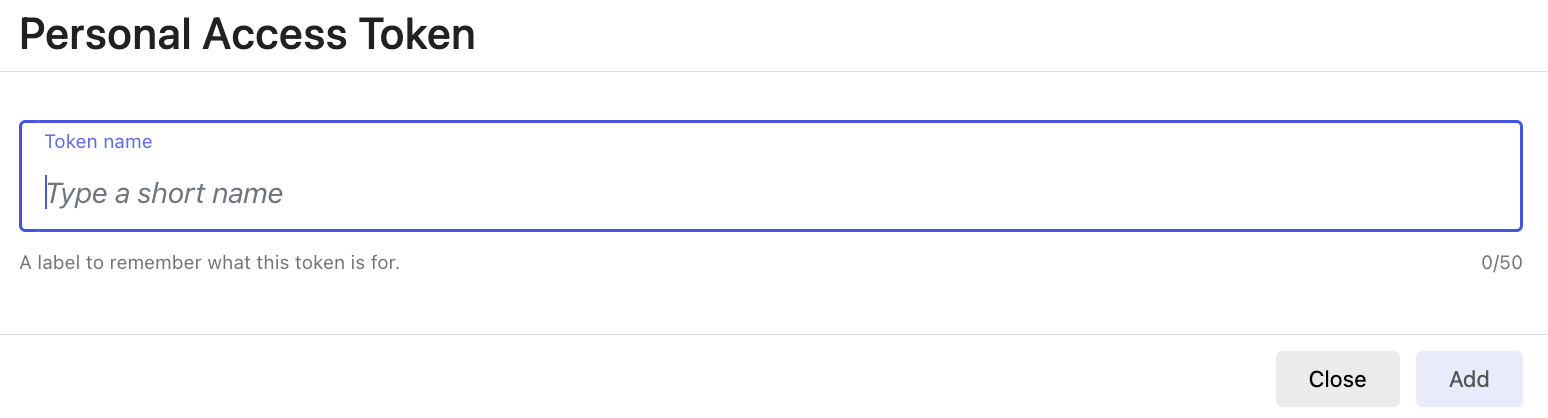 Personal Access Token
Token name
Type a short name
A label to remember what this token is for.
0/50
Close
Add